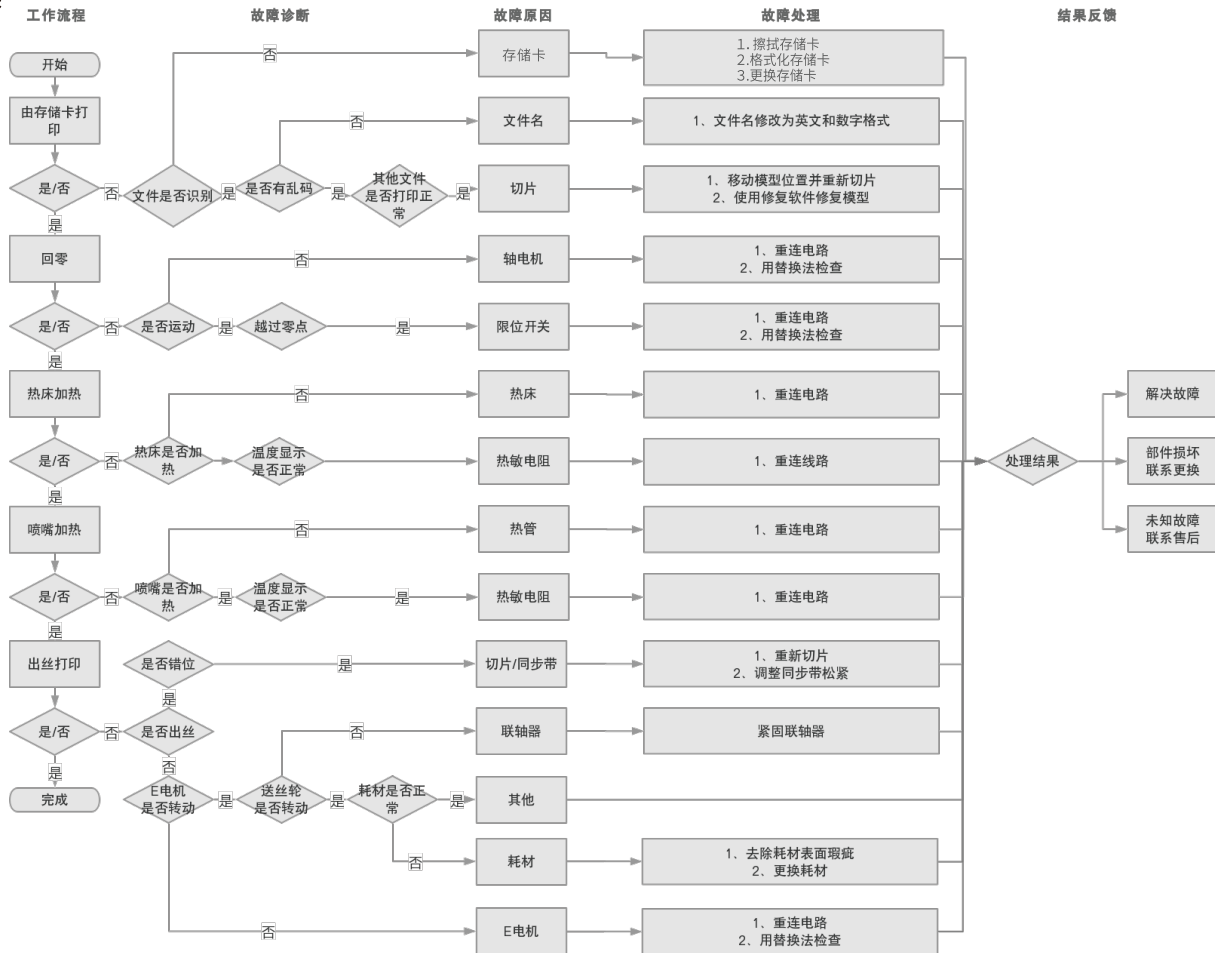 工作流程
故障诊断
故障原因
故障处理
结果反馈
开始
否
存储卡
1.擦拭存储卡
2.格式化存储卡
3.更换存储卡
由存储卡打
印
否
文件名
1、文件名修改为英文和数字格式
是/否
否
文件是否识别
是
是否有乱码
是
其他文件
是否打印正
常
是
切片
1、移动模型位置并重新切片
2、使用修复软件修复模型
是
回零
否
轴电机
1、重连电路
2、用替换法检查
是/否
否
是否运动
是
越过零点
是
限位开关
1、重连电路
2、用替换法检查
是
热床加热
否
热床
1、重连电路
解决故障
是/否
否
热床是否加
热
温度显示
是否正常
热敏电阻
1、重连线路
处理结果
部件损坏
联系更换
是
喷嘴加热
否
热管
1、重连电路
未知故障
联系售后
是/否
否
喷嘴是否加
热
是
温度显示
是否正常
是
热敏电阻
1、重连电路
是
出丝打印
是否错位
是
切片/同步带
1、重新切片
2、调整同步带松紧
是
是/否
否
是否出丝
否
联轴器
紧固联轴器
是
否
完成
E电机
是否转动
是
送丝轮
是否转动
是
耗材是否正
常
是
其他
否
耗材
1、去除耗材表面瑕疵
2、更换耗材
否
E电机
1、重连电路
2、用替换法检查